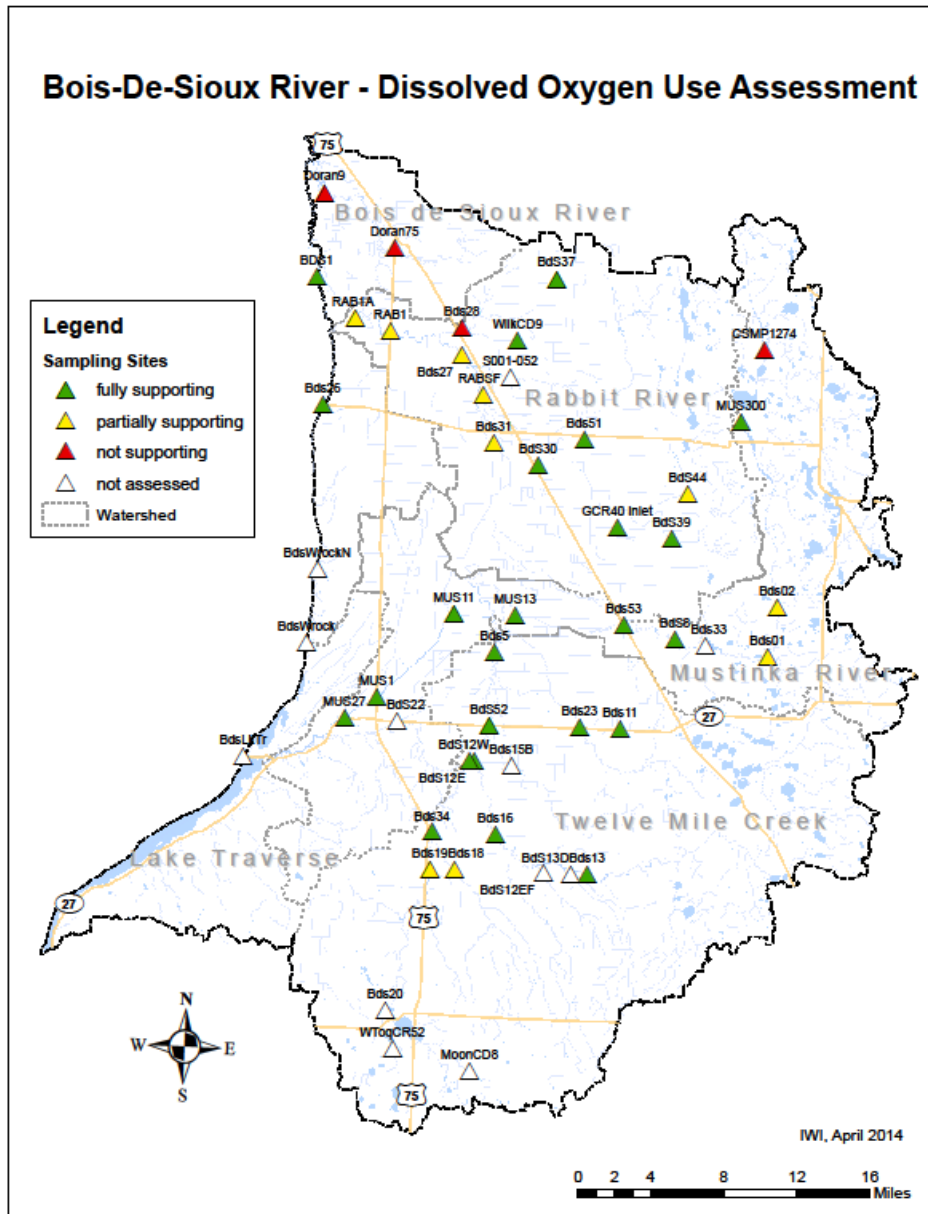 Bois-De-Sioux River - Dissolved Oxygen Use Assessment
75
Doran9
Bois de Sioux River
Doran75
BDS1
BdS37
RAB1A
RAB1
Bds28
WilkCD9
CSMP1274
Legend
Sampling Sites
fully supporting
partially supporting
not supporting
not assessed
Watershed
Bds27
S001-052
RABSF
Bds26
Rabbit River
MUS300
Bds31
Bds51
BdS30
BdS44
GCR40 Inlet
BdS39
BdsWrockN
MUS11
MUS13
Bds53
Bds02
BdsWrock
Bds5
BdS8
Bds33
Bds01
Mustinka River
MUS1
MUS27
BdS22
BdS52
Bds23
Bds11
27
BdS12W
Bds15B
BdS12E
Bds34
Bds16
Twelve Mile Creek
Lake Traverse
Bds19
Bds18
BdS13D
Bds13
BdS12EF
27
75
Bds20
WToqCR52
MoonCD8
75
N
W
E
S
IWI, April 2014
0 2 4 8 12 16
Miles